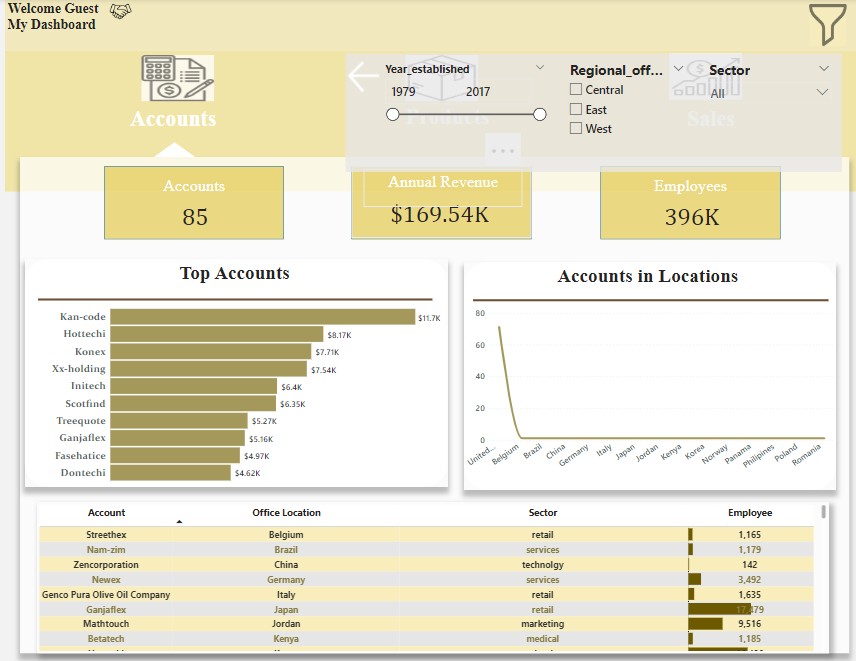 Welcome Guest
My Dashboard
Year_established
1979 2017
Regional_off...
Central
East
West
Sector
All
Accounts
Products
Sales
Accounts
85
Annual Revenue
$169.54K
Employees
396K
Top Accounts
Kan-code $11.7K
Hottechi $8.17K
Konex $7.71K
Xx-holding $7.54K
Initech $6.4K
Scotfind $6.35K
Treequote $5.27K
Ganjaflex $5.16K
Fasehatice $4.97K
Dontechi $4.62K
Accounts in Locations
80
60
40
20
0
United... Belgium Brazil China Germany Italy Japan Jordan Kenya Korea Norway Panama Philipines Poland Romania
Account Office Location Sector Employee
Streethex Belgium retail 1,165
Nam-zim Brazil services 1,179
Zencorporation China technolgy 142
Newex Germany services 3,492
Genco Pura Olive Oil Company Italy retail 1,635
Ganjaflex Japan retail 17,479
Mathtouch Jordan marketing 9,516
Betatech Kenya medical 1,185